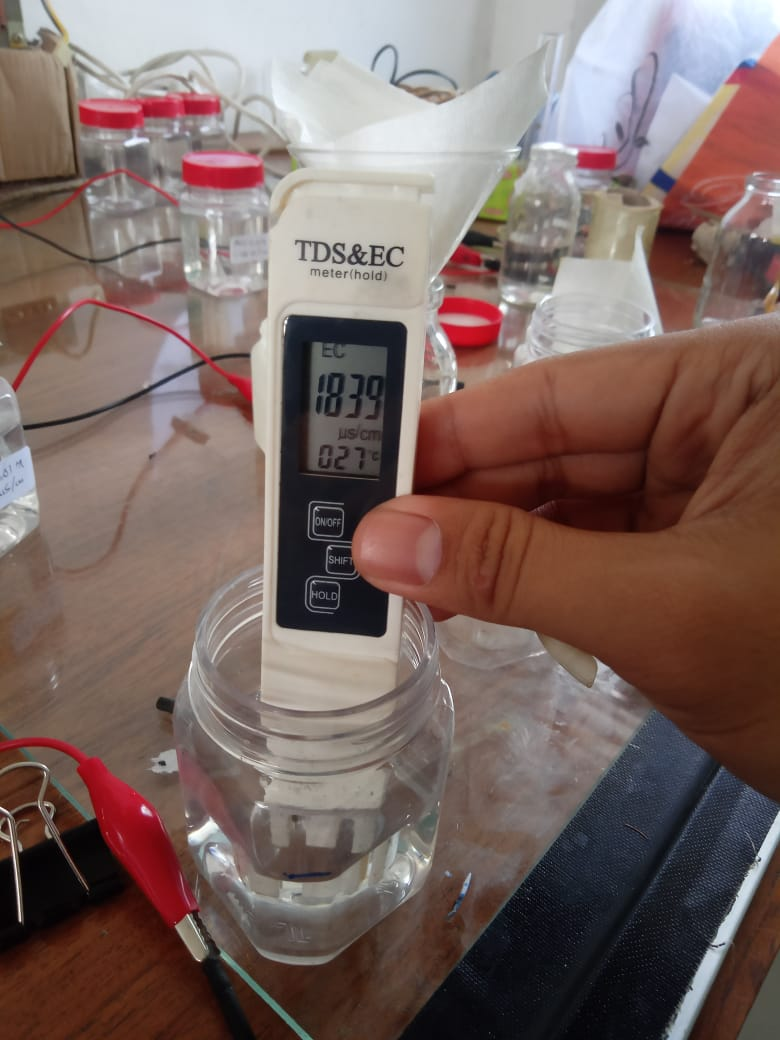 TDS&EC
meter(hold)
EC
1839
µs/cm
027°C
ON/OFF
SHIFT
HOLD